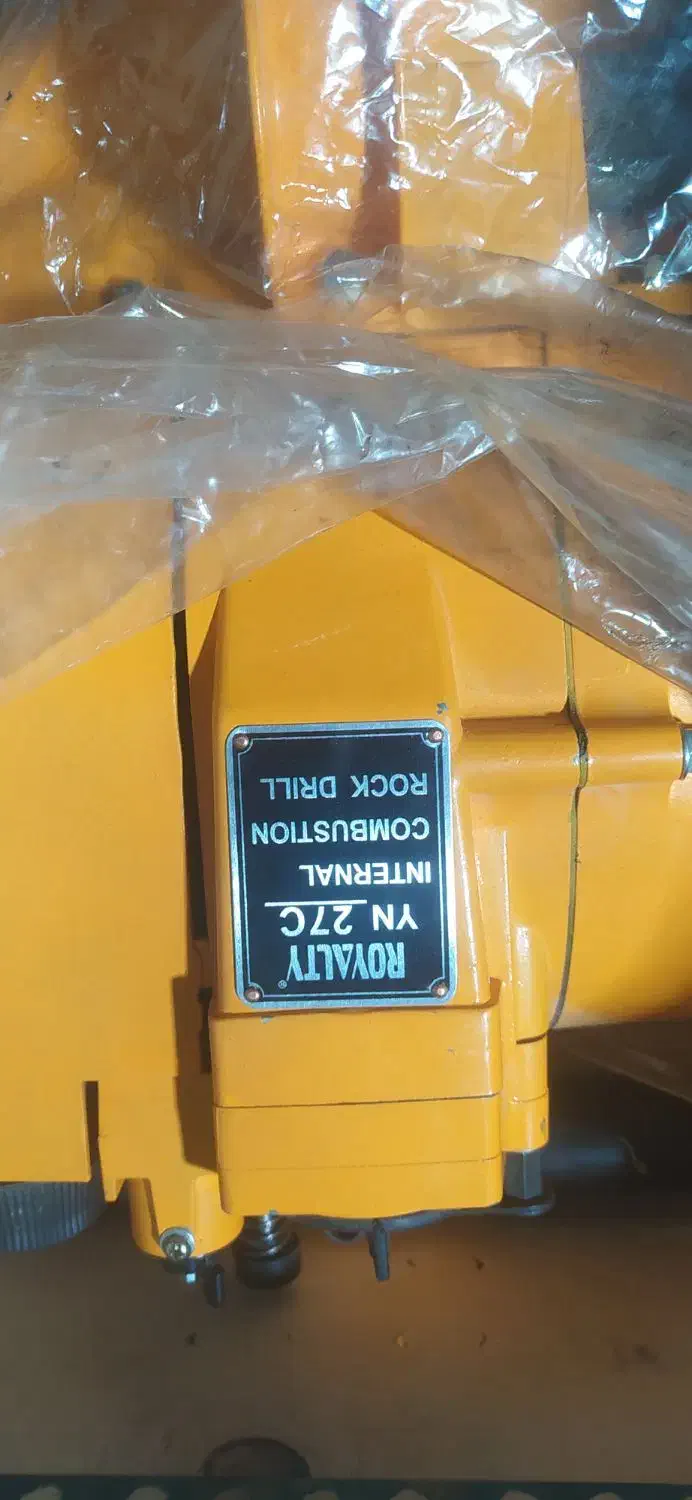 ROYALTY®
YN 27C
INTERNAL
COMBUSTION
ROCK DRILL